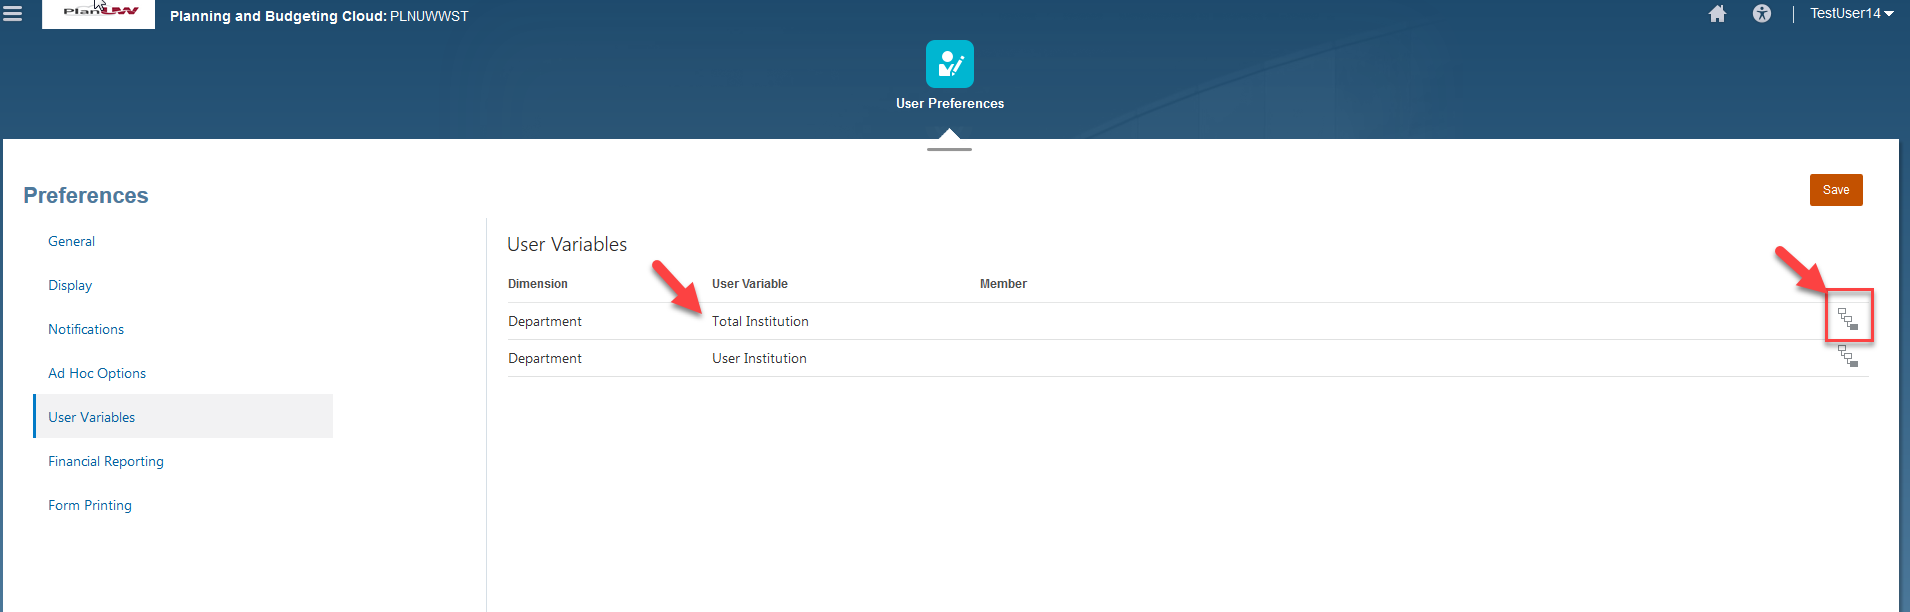 PlanUW
Planning and Budgeting Cloud: PLNUWWST
TestUser14
User Preferences
Preferences
Save
General
Display
Notifications
Ad Hoc Options
User Variables
Financial Reporting
Form Printing
User Variables
Dimension User Variable Member
Department Total Institution
Department User Institution